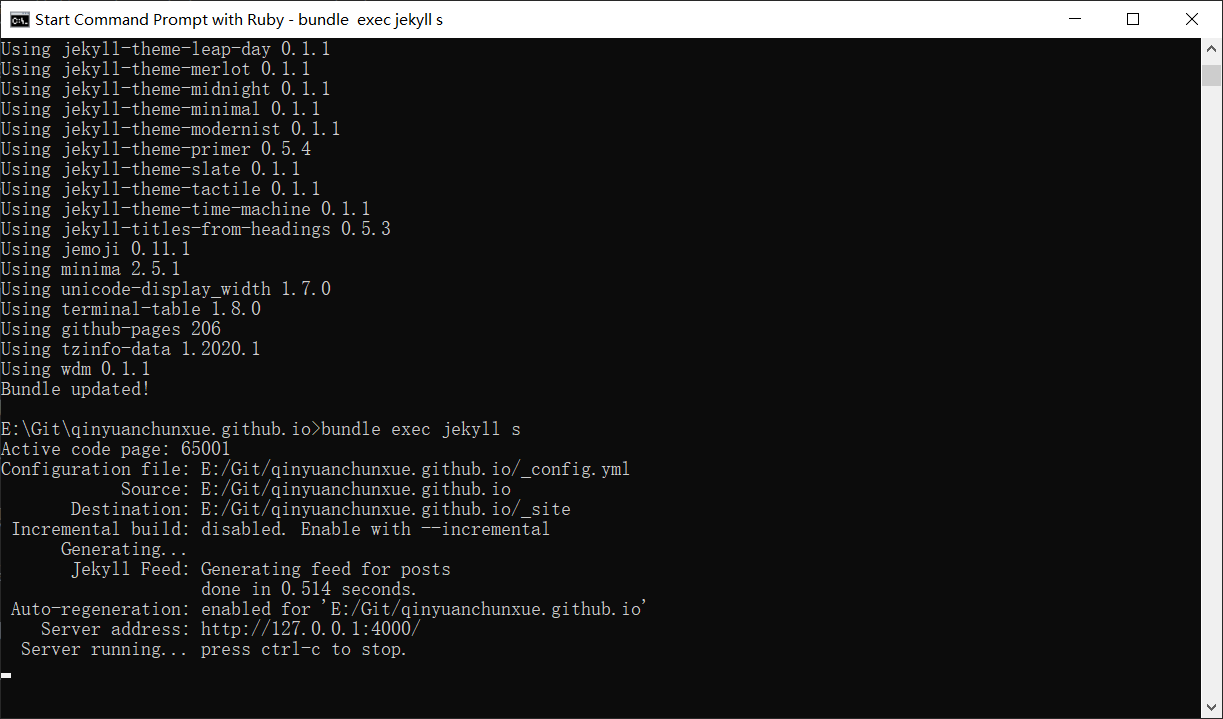 Start Command Prompt with Ruby - bundle  exec jekyll s
Using jekyll-theme-leap-day 0.1.1
Using jekyll-theme-merlot 0.1.1
Using jekyll-theme-midnight 0.1.1
Using jekyll-theme-minimal 0.1.1
Using jekyll-theme-modernist 0.1.1
Using jekyll-theme-primer 0.5.4
Using jekyll-theme-slate 0.1.1
Using jekyll-theme-tactile 0.1.1
Using jekyll-theme-time-machine 0.1.1
Using jekyll-titles-from-headings 0.5.3
Using jemoji 0.11.1
Using minima 2.5.1
Using unicode-display_width 1.7.0
Using terminal-table 1.8.0
Using github-pages 206
Using tzinfo-data 1.2020.1
Using wdm 0.1.1
Bundle updated!
E:\Git\qinyuanchunxue.github.io>bundle exec jekyll s
Active code page: 65001
Configuration file: E:/Git/qinyuanchunxue.github.io/_config.yml
Source: E:/Git/qinyuanchunxue.github.io
Destination: E:/Git/qinyuanchunxue.github.io/_site
Incremental build: disabled. Enable with --incremental
Generating...
Jekyll Feed: Generating feed for posts
done in 0.514 seconds.
Auto-regeneration: enabled for 'E:/Git/qinyuanchunxue.github.io'
Server address: http://127.0.0.1:4000/
Server running... press ctrl-c to stop.